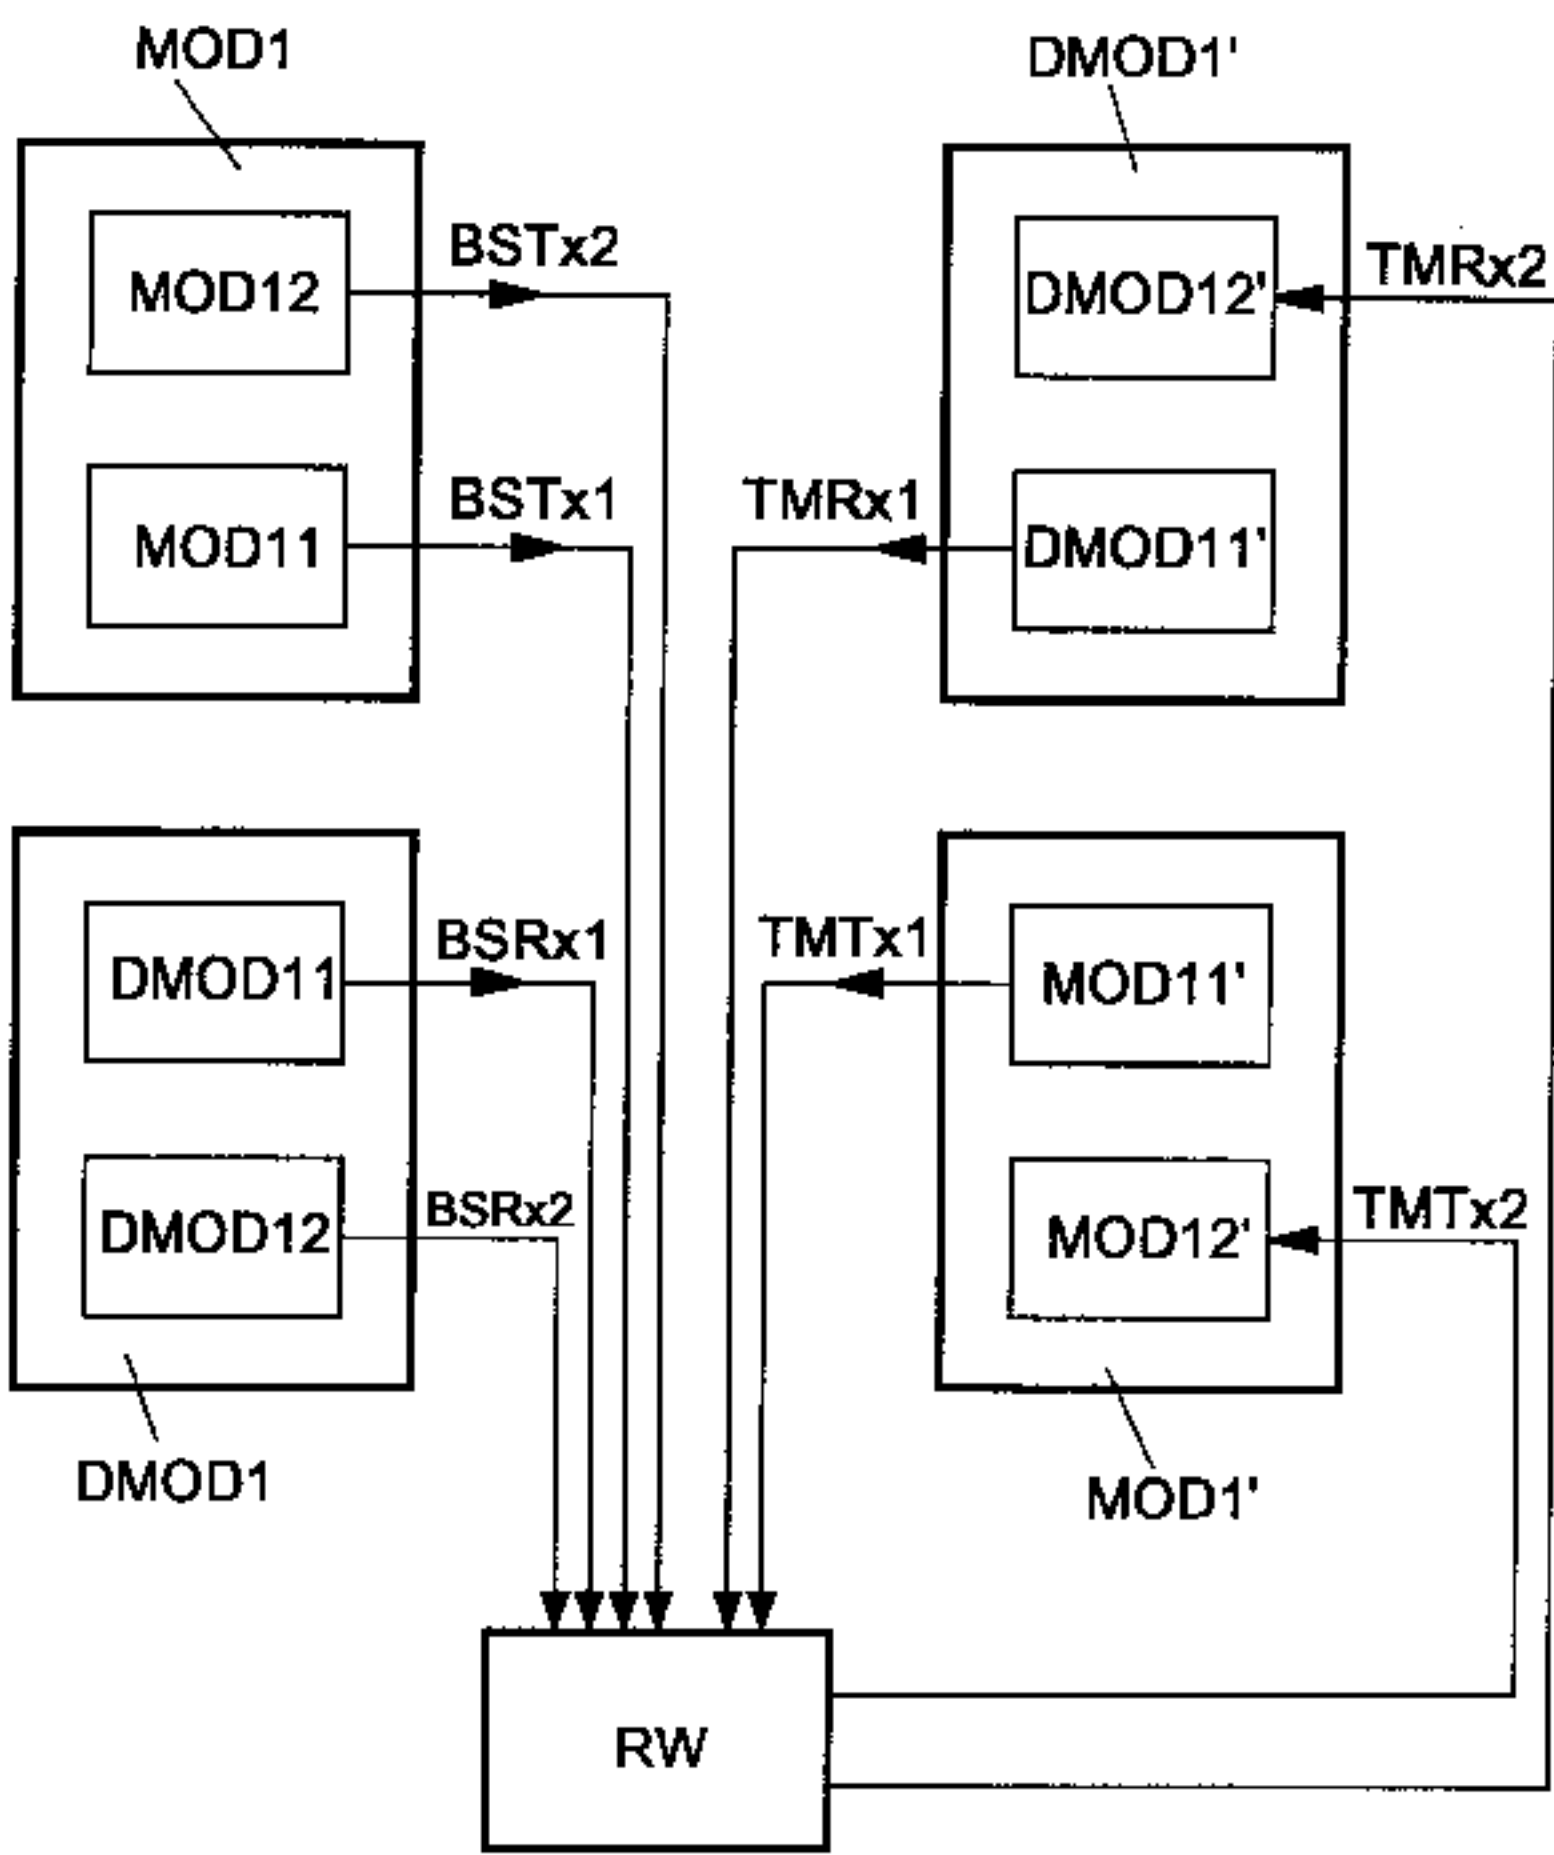 MOD1
DMOD1'
MOD12
BSTx2
DMOD12'
TMRx2
MOD11
BSTx1
TMRx1
DMOD11'
DMOD11
BSRx1
TMTx1
MOD11'
DMOD12
BSRx2
MOD12'
TMTx2
DMOD1
MOD1'
RW